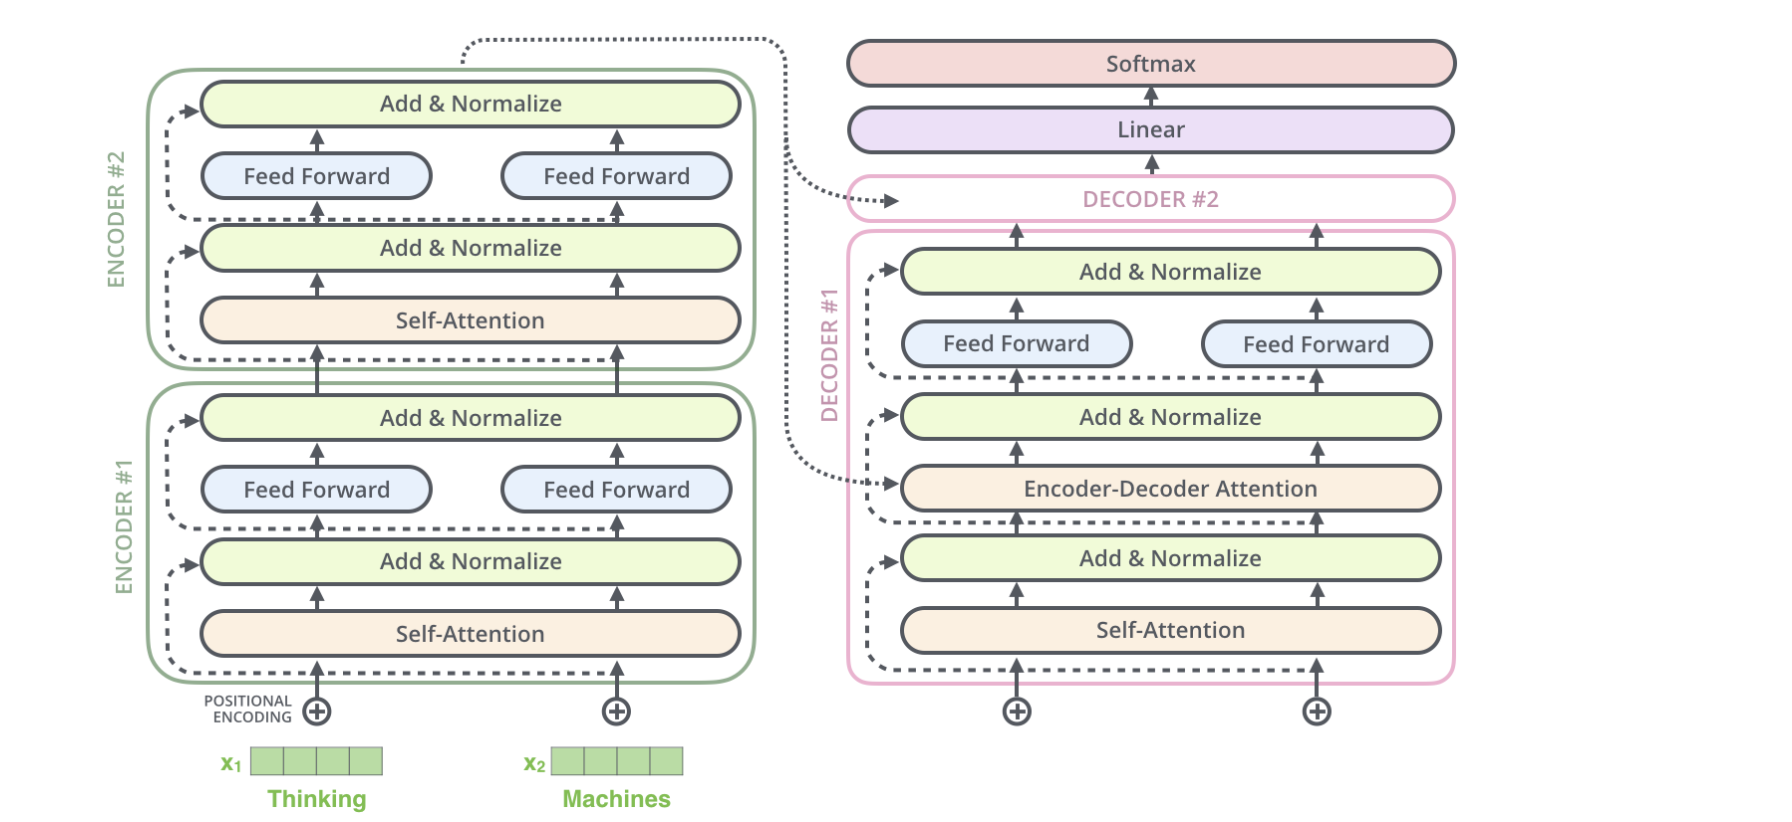 ENCODER #2
Add & Normalize
Feed Forward Feed Forward
Add & Normalize
Self-Attention
ENCODER #1
Add & Normalize
Feed Forward Feed Forward
Add & Normalize
Self-Attention
POSITIONAL
ENCODING
x1 x2
Thinking Machines
Softmax
Linear
DECODER #2
DECODER #1
Add & Normalize
Feed Forward Feed Forward
Add & Normalize
Encoder-Decoder Attention
Add & Normalize
Self-Attention